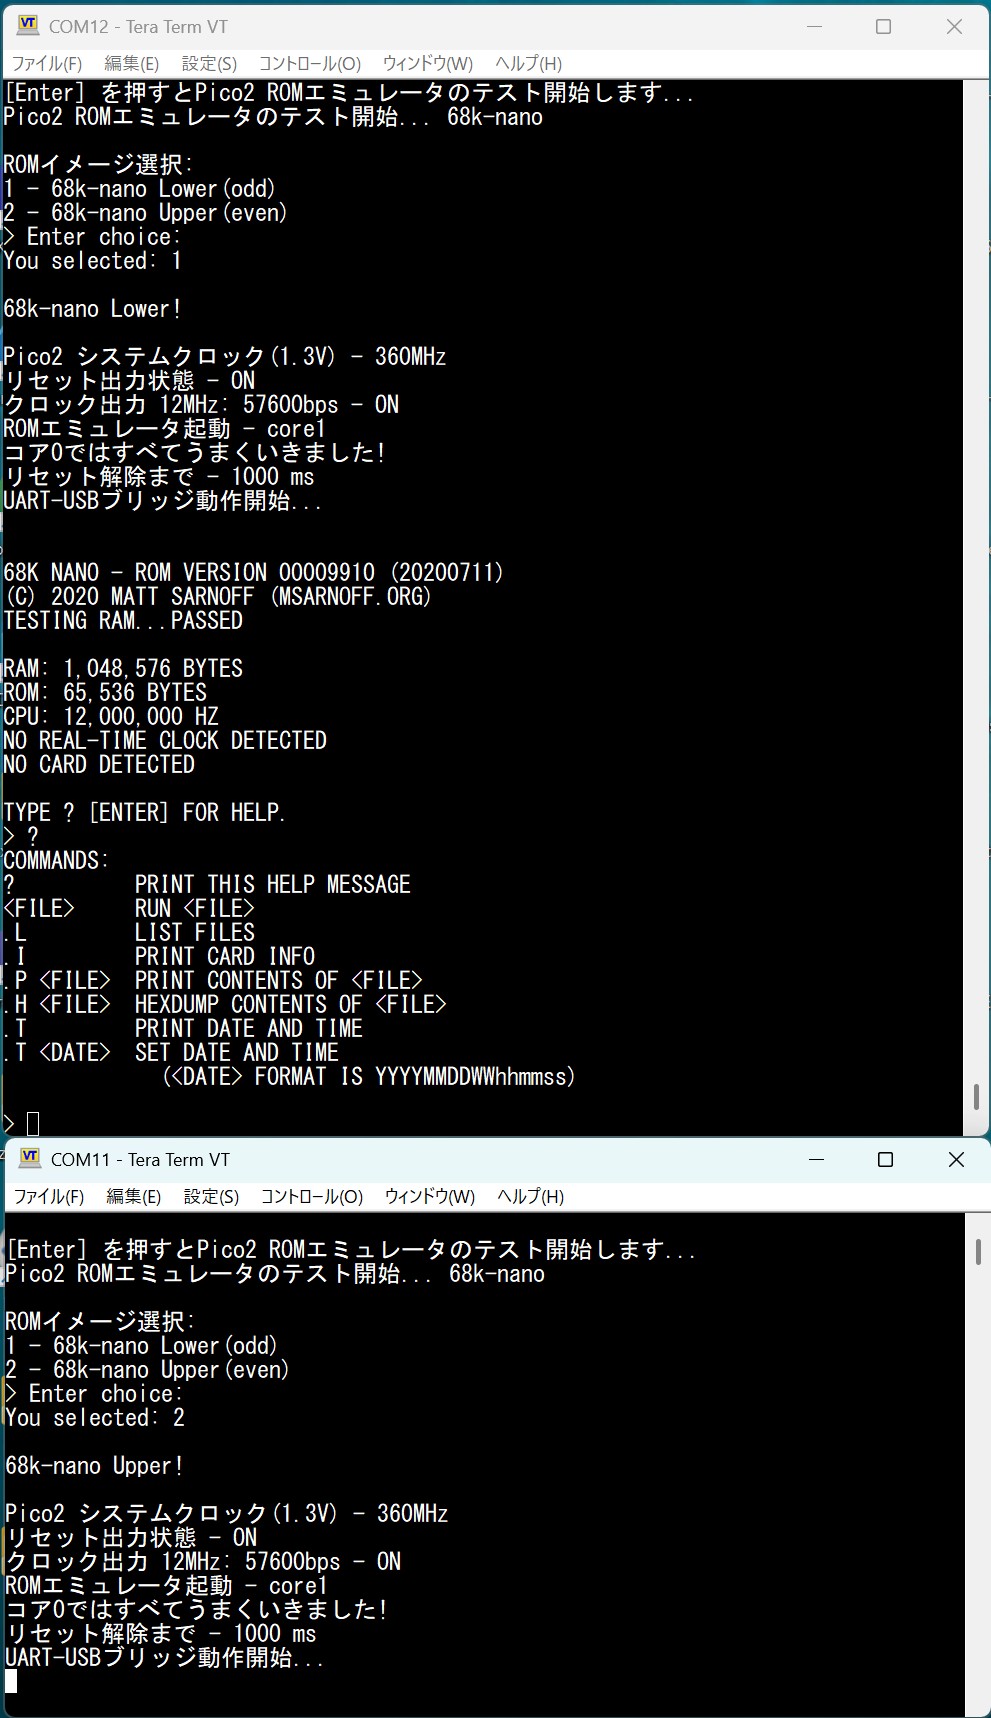 COM12 - Tera Term VT
ファイル(F) 編集(E) 設定(S) コントロール(O) ウィンドウ(W) ヘルプ(H)
[Enter] を押すとPico2 ROMエミュレータのテスト開始します...
Pico2 ROMエミュレータのテスト開始... 68k-nano
ROMイメージ選択:
1 - 68k-nano Lower(odd)
2 - 68k-nano Upper(even)
> Enter choice:
You selected: 1
68k-nano Lower!
Pico2 システムクロック(1.3V) - 360MHz
リセット出力状態 - ON
クロック出力 12MHz: 57600bps - ON
ROMエミュレータ起動 - core1
コア0ではすべてうまくいきました!
リセット解除まで - 1000 ms
UART-USBブリッジ動作開始...
68K NANO - ROM VERSION 00009910 (20200711)
(C) 2020 MATT SARNOFF (MSARNOFF.ORG)
TESTING RAM...PASSED
RAM: 1,048,576 BYTES
ROM: 65,536 BYTES
CPU: 12,000,000 HZ
NO REAL-TIME CLOCK DETECTED
NO CARD DETECTED
TYPE ? [ENTER] FOR HELP.
> ?
COMMANDS:
? PRINT THIS HELP MESSAGE
<FILE> RUN <FILE>
.L LIST FILES
.I PRINT CARD INFO
.P <FILE> PRINT CONTENTS OF <FILE>
.H <FILE> HEXDUMP CONTENTS OF <FILE>
.T PRINT DATE AND TIME
.T <DATE> SET DATE AND TIME
(<DATE> FORMAT IS YYYYMMDDWWhhmmss)
>
COM11 - Tera Term VT
ファイル(F) 編集(E) 設定(S) コントロール(O) ウィンドウ(W) ヘルプ(H)
[Enter] を押すとPico2 ROMエミュレータのテスト開始します...
Pico2 ROMエミュレータのテスト開始... 68k-nano
ROMイメージ選択:
1 - 68k-nano Lower(odd)
2 - 68k-nano Upper(even)
> Enter choice:
You selected: 2
68k-nano Upper!
Pico2 システムクロック(1.3V) - 360MHz
リセット出力状態 - ON
クロック出力 12MHz: 57600bps - ON
ROMエミュレータ起動 - core1
コア0ではすべてうまくいきました!
リセット解除まで - 1000 ms
UART-USBブリッジ動作開始...